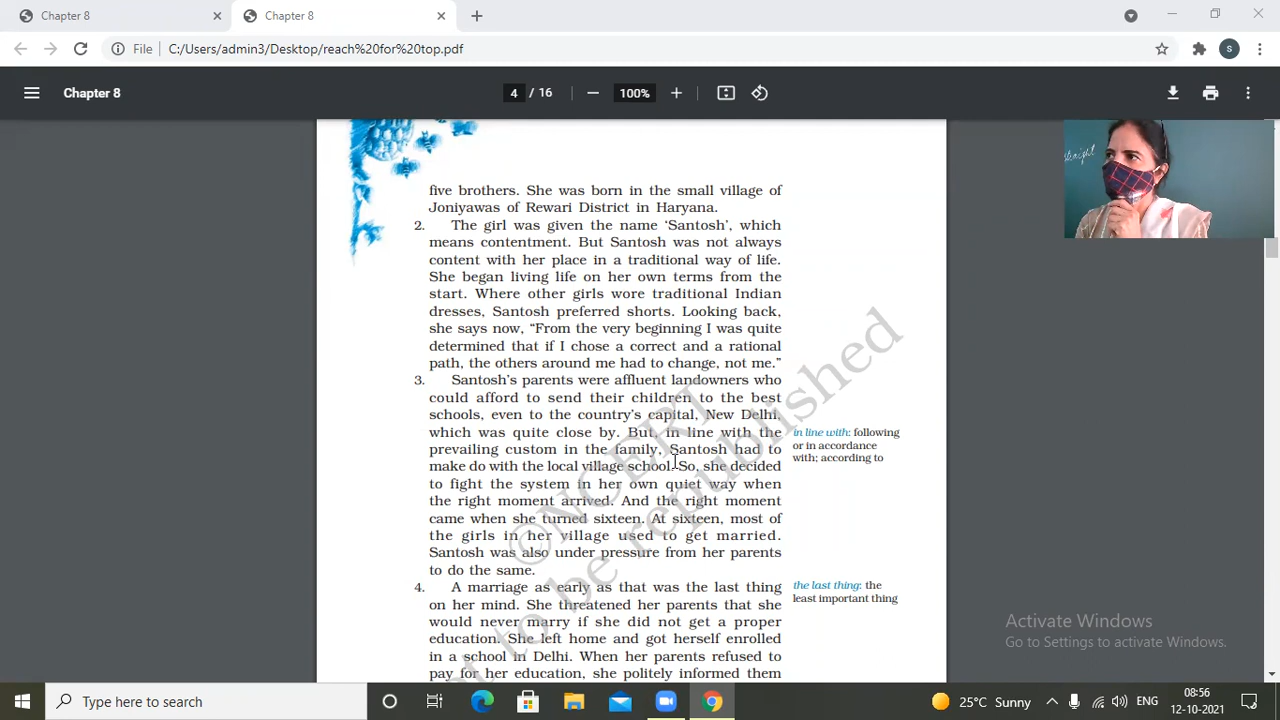 Chapter 8
Chapter 8
File
C:/Users/admin3/Desktop/reach%20for%20top.pdf
S
Chapter 8
4 / 16
100%
straight
five brothers. She was born in the small village of
Joniyawas of Rewari District in Haryana.
2. The girl was given the name ‘Santosh’, which
means contentment. But Santosh was not always
content with her place in a traditional way of life.
She began living life on her own terms from the
start. Where other girls wore traditional Indian
dresses, Santosh preferred shorts. Looking back,
she says now, “From the very beginning I was quite
determined that if I chose a correct and a rational
path, the others around me had to change, not me.”
3. Santosh’s parents were affluent landowners who
could afford to send their children to the best
schools, even to the country’s capital, New Delhi,
which was quite close by. But, in line with the
prevailing custom in the family, Santosh had to
make do with the local village school. So, she decided
to fight the system in her own quiet way when
the right moment arrived. And the right moment
came when she turned sixteen. At sixteen, most of
the girls in her village used to get married.
Santosh was also under pressure from her parents
to do the same.
in line with: following
or in accordance
with; according to
4. A marriage as early as that was the last thing
on her mind. She threatened her parents that she
would never marry if she did not get a proper
education. She left home and got herself enrolled
in a school in Delhi. When her parents refused to
pay for her education, she politely informed them
the last thing: the
least important thing
©NCERT
not to be republished
Activate Windows
Go to Settings to activate Windows.
Type here to search
25°C Sunny
ENG
08:56
12-10-2021